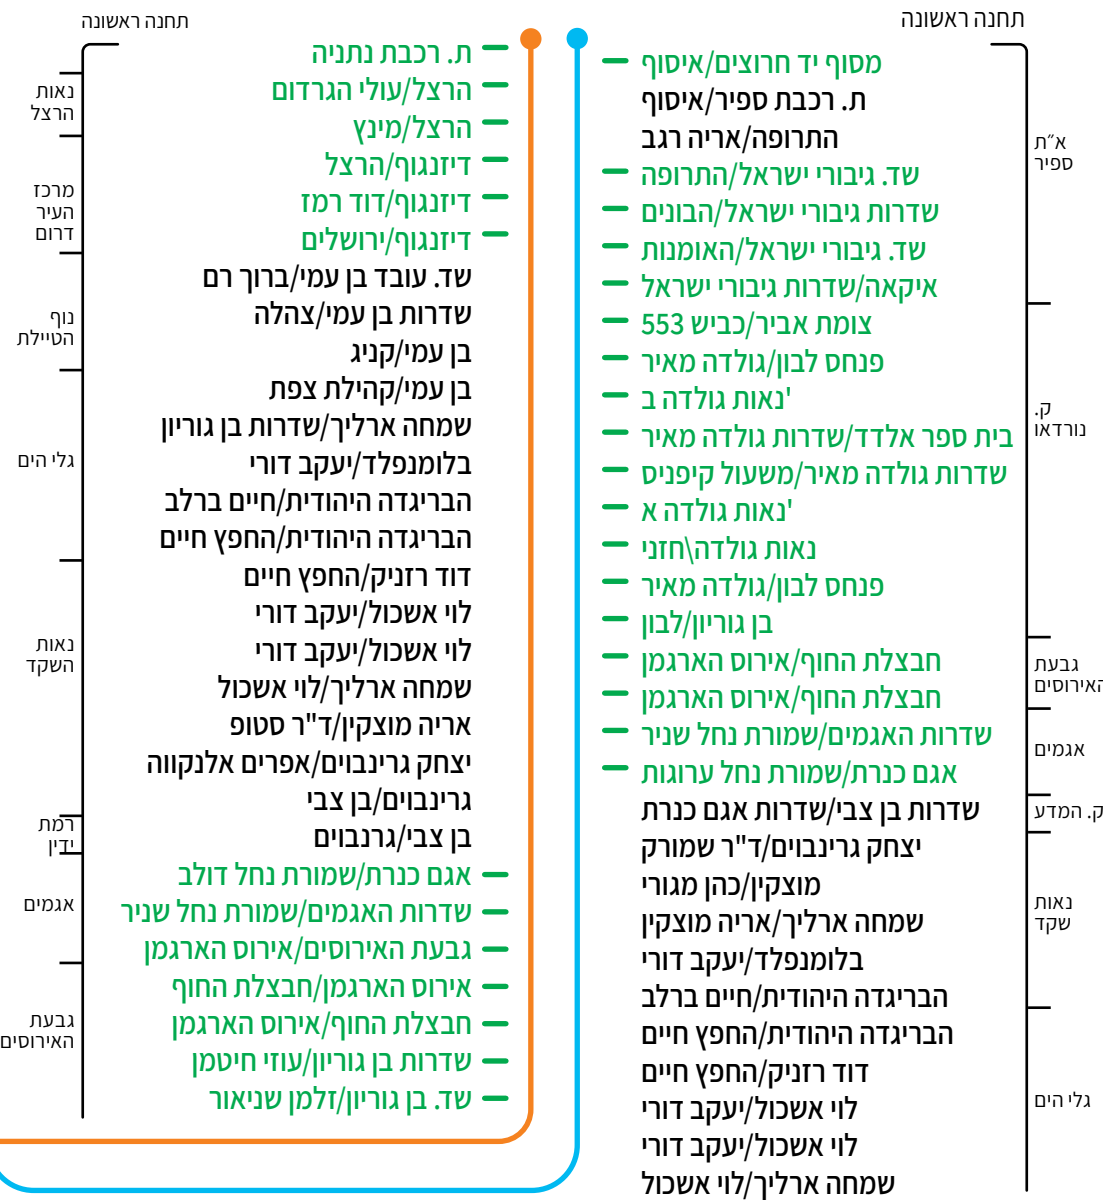 תחנה ראשונה
מסוף יד חרוצים/איסוף
ת. רכבת ספיר/איסוף
התרופה/אריה רגב
שד. גיבורי ישראל/התרופה
שדרות גיבורי ישראל/הבונים
שד. גיבורי ישראל/האומנות
איקאה/שדרות גיבורי ישראל
צומת אביר/כביש 553
פנחס לבון/גולדה מאיר
'נאות גולדה ב
בית ספר אלדד/שדרות גולדה מאיר
שדרות גולדה מאיר/משעול קיפניס
'נאות גולדה א
נאות גולדה\חזני
פנחס לבון/גולדה מאיר
בן גוריון/לבון
חבצלת החוף/אירוס הארגמן
חבצלת החוף/אירוס הארגמן
שדרות האגמים/שמורת נחל שניר
אגם כנרת/שמורת נחל ערוגות
שדרות בן צבי/שדרות אגם כנרת
יצחק גרינבוים/ד"ר שמורק
מוצקין/כהן מגורי
שמחה ארליך/אריה מוצקין
בלומנפלד/יעקב דורי
הבריגדה היהודית/חיים ברלב
הבריגדה היהודית/החפץ חיים
דוד רזניק/החפץ חיים
לוי אשכול/יעקב דורי
לוי אשכול/יעקב דורי
שמחה ארליך/לוי אשכול
א״ת
ספיר
ק.
נורדאו
גבעת
האירוסים
אגמים
ק. המדע
נאות
שקד
גלי הים
תחנה ראשונה
ת. רכבת נתניה
הרצל/עולי הגרדום
הרצל/מינץ
דיזנגוף/הרצל
דיזנגוף/דוד רמז
דיזנגוף/ירושלים
שד. עובד בן עמי/ברוך רם
שדרות בן עמי/צהלה
בן עמי/קניג
בן עמי/קהילת צפת
שמחה ארליך/שדרות בן גוריון
בלומנפלד/יעקב דורי
הבריגדה היהודית/חיים ברלב
הבריגדה היהודית/החפץ חיים
דוד רזניק/החפץ חיים
לוי אשכול/יעקב דורי
לוי אשכול/יעקב דורי
שמחה ארליך/לוי אשכול
אריה מוצקין/ד"ר סטופ
יצחק גרינבוים/אפרים אלנקווה
גרינבוים/בן צבי
בן צבי/גרנבוים
אגם כנרת/שמורת נחל דולב
שדרות האגמים/שמורת נחל שניר
גבעת האירוסים/אירוס הארגמן
אירוס הארגמן/חבצלת החוף
חבצלת החוף/אירוס הארגמן
שדרות בן גוריון/עוזי חיטמן
שד. בן גוריון/זלמן שניאור
נאות
הרצל
מרכז
העיר
דרום
נוף
הטיילת
גלי הים
נאות
השקד
רמת
ידין
אגמים
גבעת
האירוסים